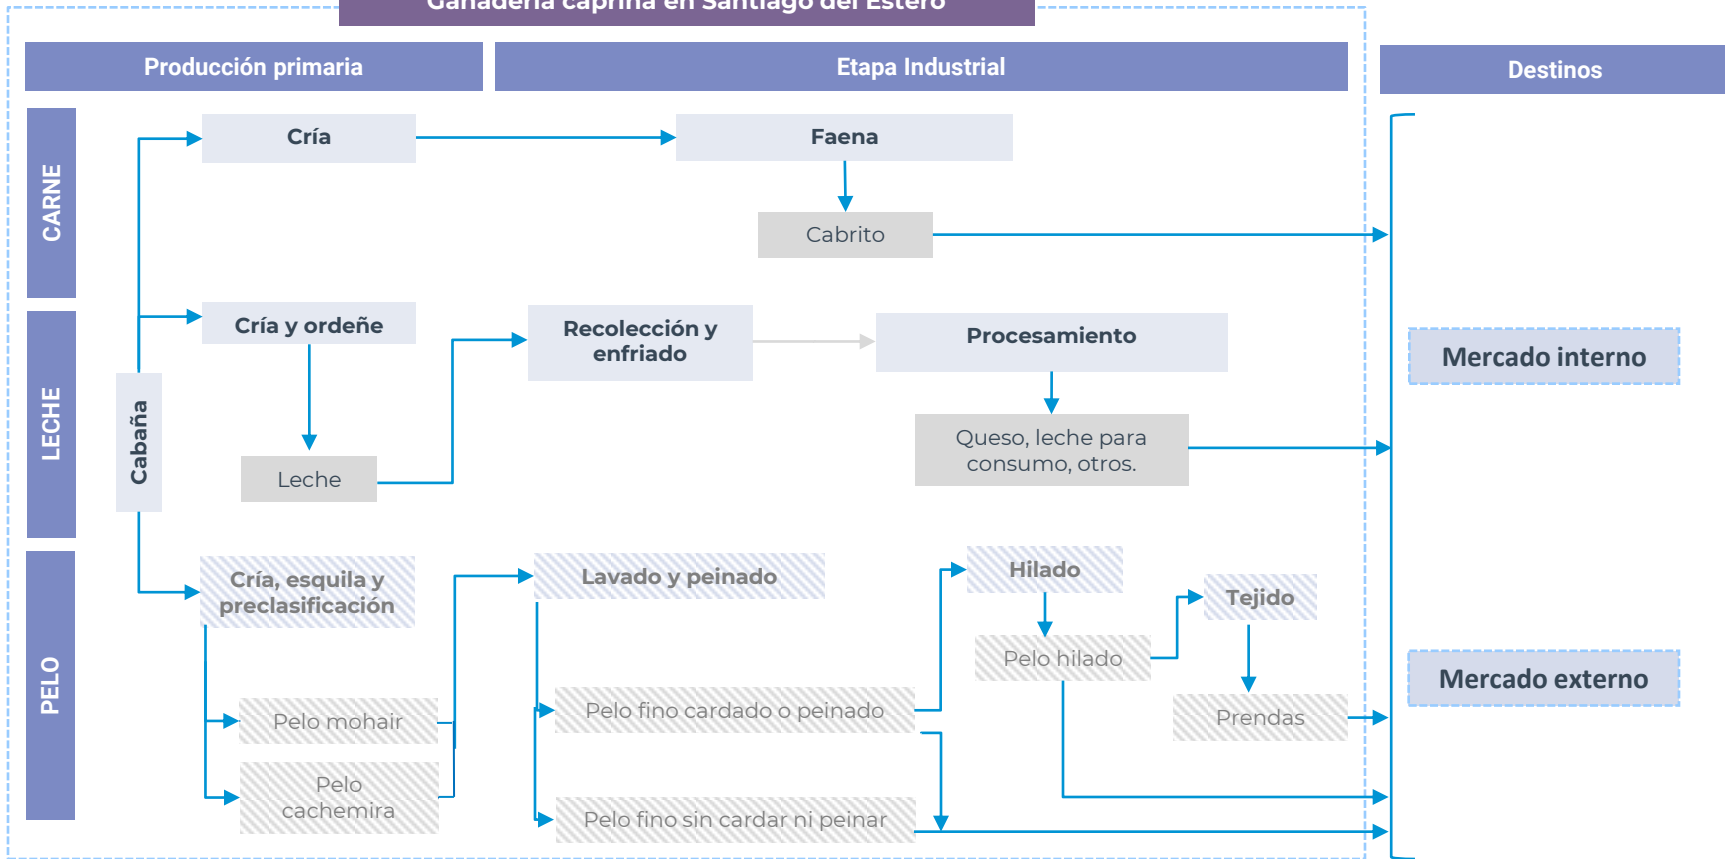 Ganadería caprina en Santiago del Estero
Producción primaria
Etapa Industrial
Destinos
CARNE
Cría
Faena
Cabrito
LECHE
Cabaña
Cría y ordeñe
Leche
Recolección y
enfriado
Procesamiento
Queso, leche para
consumo, otros.
Mercado interno
PELO
Cría, esquila y
preclasificación
Pelo mohair
Pelo
cachemira
Lavado y peinado
Pelo fino cardado o peinado
Pelo fino sin cardar ni peinar
Hilado
Pelo hilado
Tejido
Prendas
Mercado externo